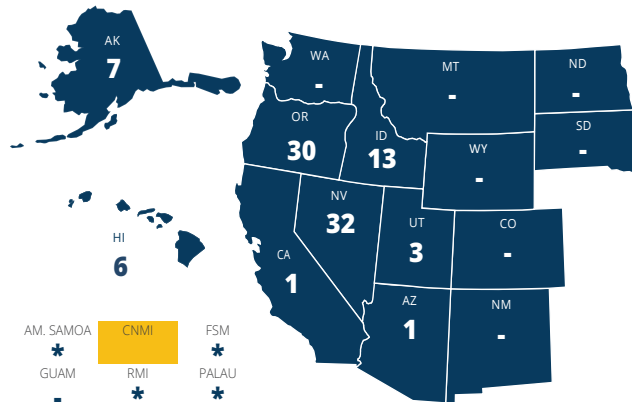 AK
7
WA
-
MT
-
ND
-
OR
30
ID
13
SD
-
WY
-
NV
32
UT
3
CO
-
HI
6
CA
1
AZ
1
NM
-
AM. SAMOA
*
CNMI
FSM
*
GUAM
-
RMI
*
PALAU
*